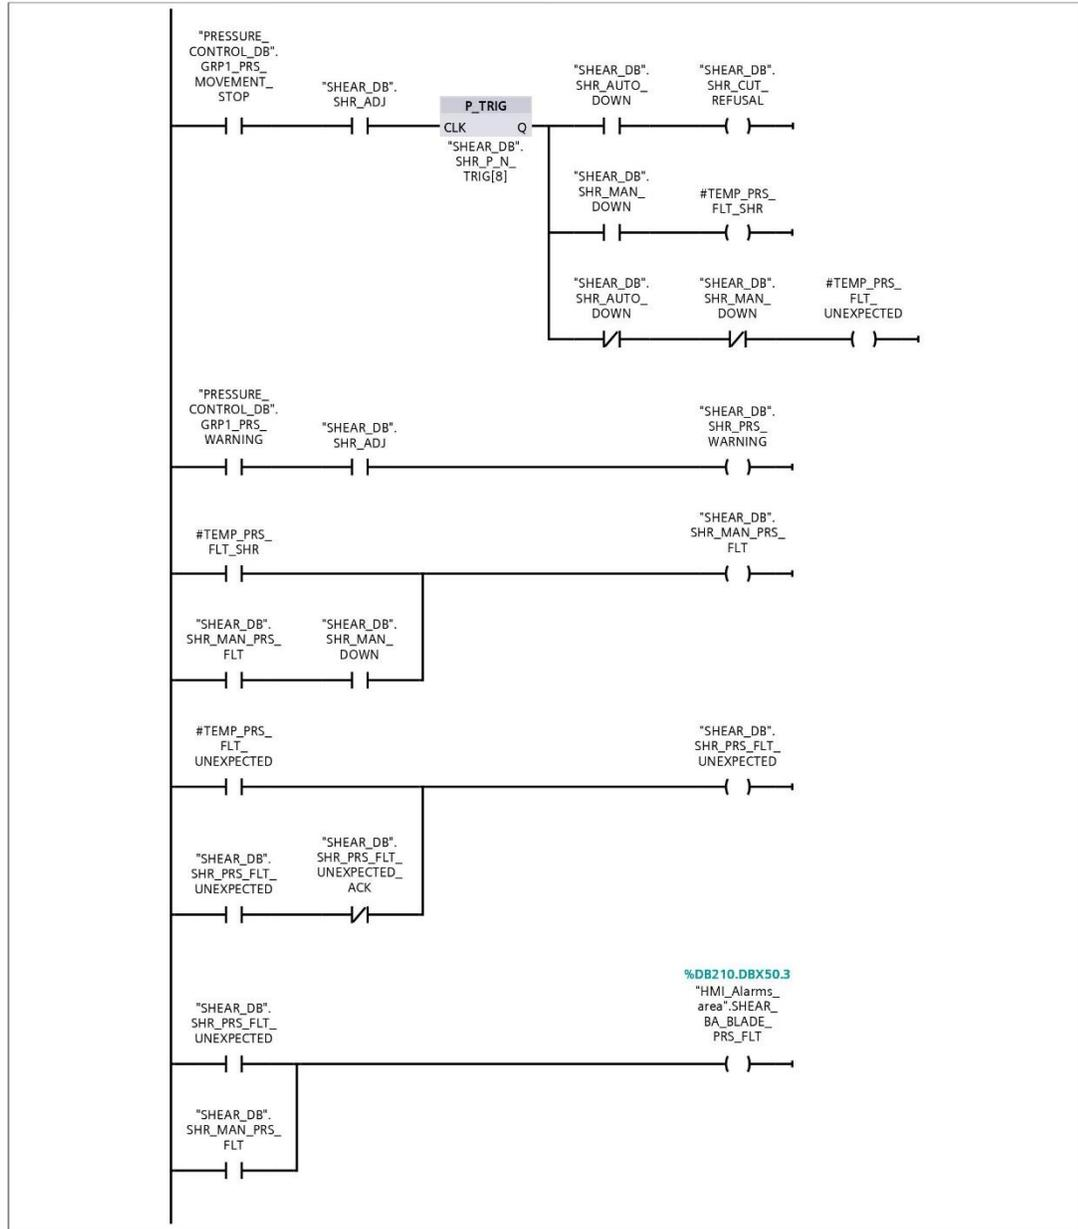 "PRESSURE_
CONTROL_DB".
GRP1_PRS_
MOVEMENT_
STOP
"SHEAR_DB".
SHR_ADJ
P_TRIG
CLK Q
"SHEAR_DB".
SHR_P_N_
TRIG[8]
"SHEAR_DB".
SHR_AUTO_
DOWN
"SHEAR_DB".
SHR_CUT_
REFUSAL
"SHEAR_DB".
SHR_MAN_
DOWN
#TEMP_PRS_
FLT_SHR
"SHEAR_DB".
SHR_AUTO_
DOWN
"SHEAR_DB".
SHR_MAN_
DOWN
#TEMP_PRS_
FLT_
UNEXPECTED
"PRESSURE_
CONTROL_DB".
GRP1_PRS_
WARNING
"SHEAR_DB".
SHR_ADJ
"SHEAR_DB".
SHR_PRS_
WARNING
#TEMP_PRS_
FLT_SHR
"SHEAR_DB".
SHR_MAN_PRS_
FLT
"SHEAR_DB".
SHR_MAN_PRS_
FLT
"SHEAR_DB".
SHR_MAN_
DOWN
#TEMP_PRS_
FLT_
UNEXPECTED
"SHEAR_DB".
SHR_PRS_FLT_
UNEXPECTED
"SHEAR_DB".
SHR_PRS_FLT_
UNEXPECTED
"SHEAR_DB".
SHR_PRS_FLT_
UNEXPECTED_
ACK
"SHEAR_DB".
SHR_PRS_FLT_
UNEXPECTED
%DB210.DBX50.3
"HMI_Alarms_
area".SHEAR_
BA_BLADE_
PRS_FLT
"SHEAR_DB".
SHR_MAN_PRS_
FLT